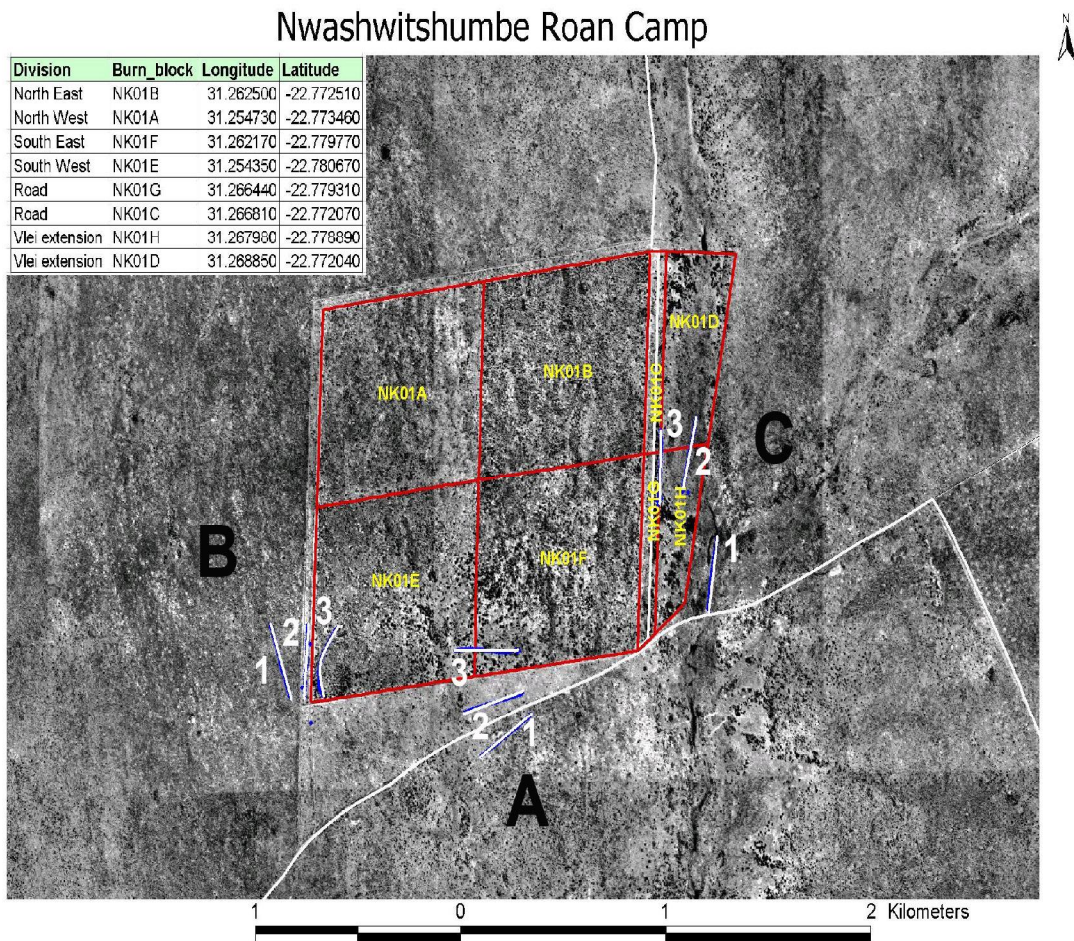 Nwashwitshumbe Roan Camp
N
Division Burn_block Longitude Latitude
North East NK01B 31.262500 -22.772510
North West NK01A 31.254730 -22.773460
South East NK01F 31.262170 -22.779770
South West NK01E 31.254350 -22.780670
Road NK01G 31.266440 -22.779310
Road NK01C 31.266810 -22.772070
Vlei extension NK01H 31.267980 -22.778890
Vlei extension NK01D 31.268850 -22.772040
NK01D
NK01B
NK01A
NK01C
3
C
2
NK01G
NK01H
B
NK01F
NK01E
1
2
3
1
3
2
1
A
1 0 1 2 Kilometers